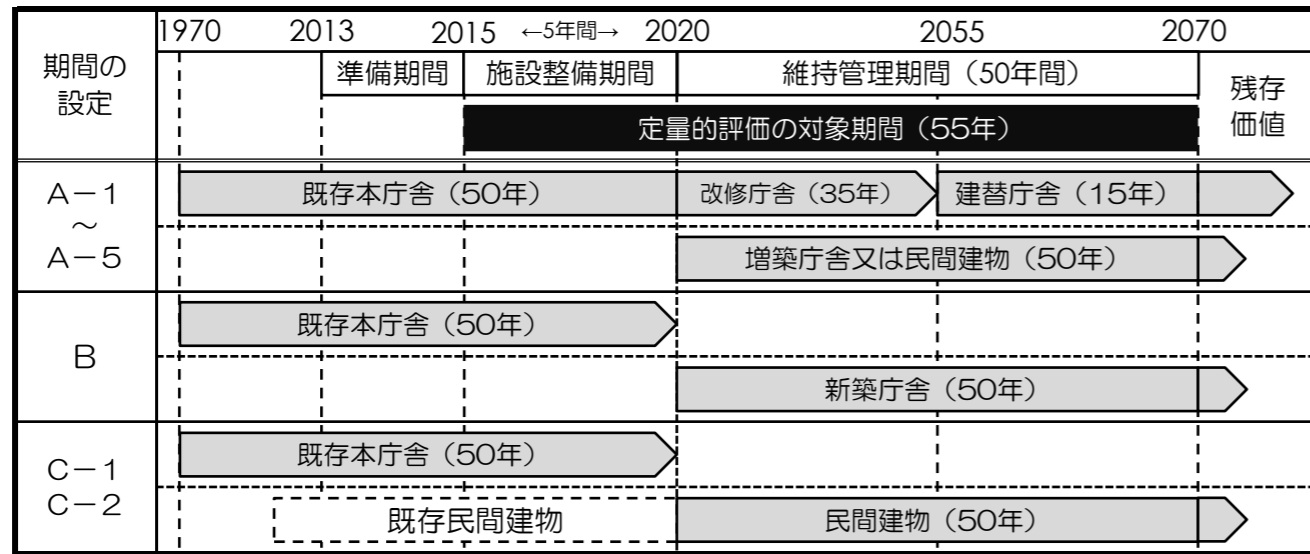 期間の
設定
1970 2013 2015 ←5年間→ 2020 2055 2070
準備期間 施設整備期間 維持管理期間(50年間)
定量的評価の対象期間(55年)
残存
価値
A-1
~
A-5
既存本庁舎(50年) 改修庁舎(35年) 建替庁舎(15年)
増築庁舎又は民間建物(50年)
B
既存本庁舎(50年)
新築庁舎(50年)
C-1
C-2
既存本庁舎(50年)
既存民間建物 民間建物(50年)